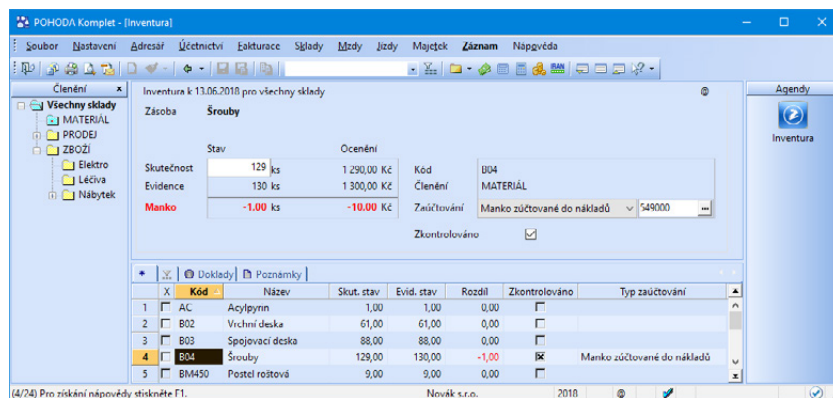 POHODA Komplet - [Inventura]
Soubor Nastavení Adresář Účetnictví Fakturace Sklady Mzdy Jízdy Majetek Záznam Nápověda
IBAN
Členění x
Všechny sklady
MATERIÁL
PRODEJ
ZBOŽÍ
Elektro
Léčiva
Nábytek
Inventura k 13.06.2018 pro všechny sklady @
Zásoba Šrouby
Stav Ocenění
Skutečnost 129 ks 1 290,00 Kč Kód B04
Evidence 130 ks 1 300,00 Kč Členění MATERIÁL
Manko -1.00 ks -10.00 Kč Zaúčtování Manko zúčtované do nákladů 549000 ...
Zkontrolováno
Agendy
Inventura
* Doklady Poznámky
X Kód Název Skut. stav Evid. stav Rozdíl Zkontrolováno Typ zaúčtování
1 AC Acylpyrin 1,00 1,00 0,00
2 B02 Vrchní deska 61,00 61,00 0,00
3 B03 Spojovací deska 88,00 88,00 0,00
4 B04 Šrouby 129,00 130,00 -1,00 Manko zúčtované do nákladů
5 BM450 Postel roštová 9,00 9,00 0,00
(4/24) Pro získání nápovědy stiskněte F1. Novák s.r.o. 2018 @